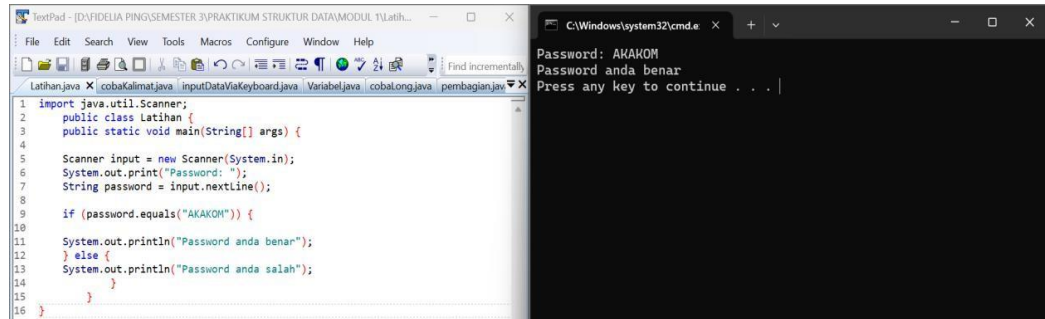 TextPad - [D:\FIDELIA PING\SEMESTER 3\PRAKTIKUM STRUKTUR DATA\MODUL 1\Latih...
File Edit Search View Tools Macros Configure Window Help
Find incrementally
Latihan.java X cobaKalimat.java inputDataViaKeyboard.java Variabel.java cobaLong.java pembagian.jav
1 import java.util.Scanner;
2 public class Latihan {
3 public static void main(String[] args) {
4
5 Scanner input = new Scanner(System.in);
6 System.out.print("Password: ");
7 String password = input.nextLine();
8
9 if (password.equals("AKAKOM")) {
10
11 System.out.println("Password anda benar");
12 } else {
13 System.out.println("Password anda salah");
14 }
15 }
16 }
C:\Windows\system32\cmd.e
Password: AKAKOM
Password anda benar
Press any key to continue . . .